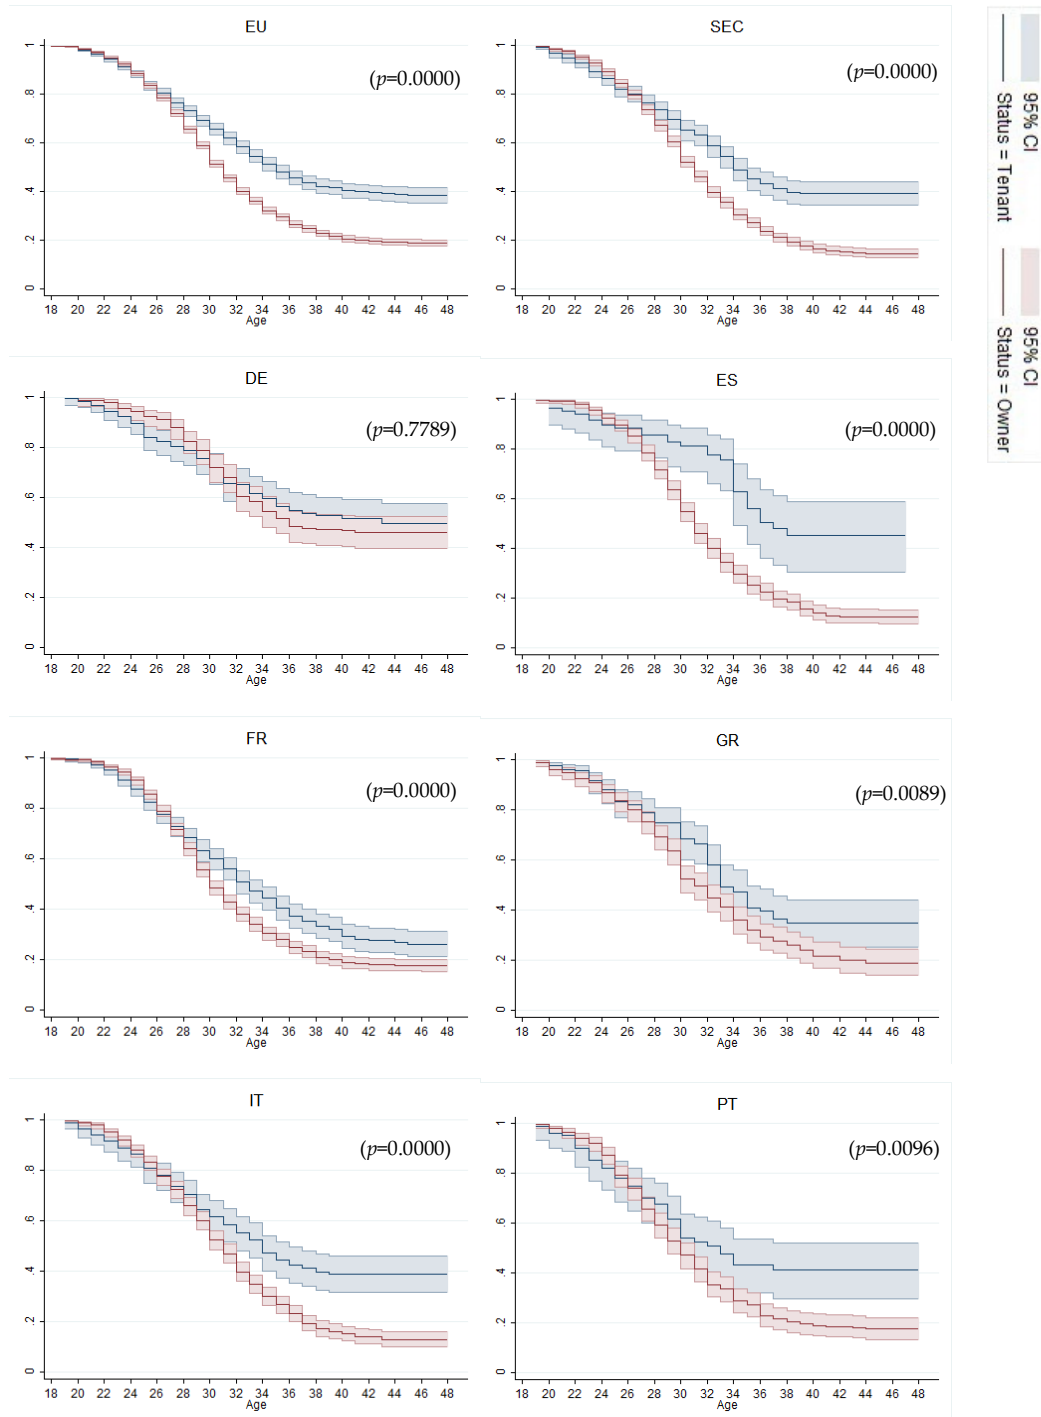 EU
(p=0.0000)
1
.8
.6
.4
.2
0
18 20 22 24 26 28 30 32 34 36 38 40 42 44 46 48
Age
SEC
(p=0.0000)
1
.8
.6
.4
.2
0
18 20 22 24 26 28 30 32 34 36 38 40 42 44 46 48
Age
95% CI
Status = Tenant
95% CI
Status = Owner
DE
(p=0.7789)
1
.8
.6
.4
.2
0
18 20 22 24 26 28 30 32 34 36 38 40 42 44 46 48
Age
ES
(p=0.0000)
1
.8
.6
.4
.2
0
18 20 22 24 26 28 30 32 34 36 38 40 42 44 46 48
Age
FR
(p=0.0000)
1
.8
.6
.4
.2
0
18 20 22 24 26 28 30 32 34 36 38 40 42 44 46 48
Age
GR
(p=0.0089)
1
.8
.6
.4
.2
0
18 20 22 24 26 28 30 32 34 36 38 40 42 44 46 48
Age
IT
(p=0.0000)
1
.8
.6
.4
.2
0
18 20 22 24 26 28 30 32 34 36 38 40 42 44 46 48
Age
PT
(p=0.0096)
1
.8
.6
.4
.2
0
18 20 22 24 26 28 30 32 34 36 38 40 42 44 46 48
Age